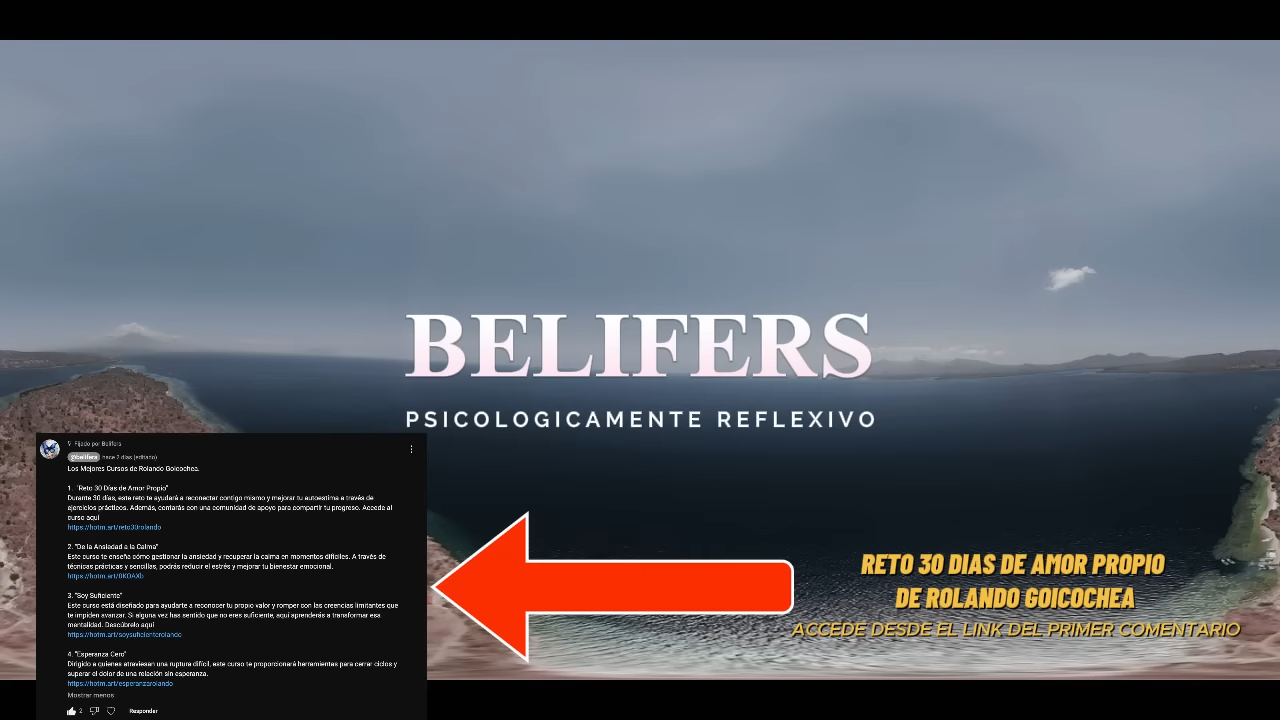 BELIFERS
PSICOLOGICAMENTE REFLEXIVO
Fijado por Belifers
@belifers hace 2 días (editado)
Los Mejores Cursos de Rolando Goicochea.
1. "Reto 30 Días de Amor Propio"
Durante 30 días, este reto te ayudará a reconectar contigo mismo y mejorar tu autoestima a través de
ejercicios prácticos. Además, contarás con una comunidad de apoyo para compartir tu progreso. Accede al
curso aquí
https://hotm.art/reto30rolando
2. "De la Ansiedad a la Calma"
Este curso te enseña cómo gestionar la ansiedad y recuperar la calma en momentos difíciles. A través de
técnicas prácticas y sencillas, podrás reducir el estrés y mejorar tu bienestar emocional.
https://hotm.art/0KOAXb
3. "Soy Suficiente"
Este curso está diseñado para ayudarte a reconocer tu propio valor y romper con las creencias limitantes que
te impiden avanzar. Si alguna vez has sentido que no eres suficiente, aquí aprenderás a transformar esa
mentalidad. Descúbrelo aquí
https://hotm.art/soysuficienterolando
4. "Esperanza Cero"
Dirigido a quienes atraviesan una ruptura difícil, este curso te proporcionará herramientas para cerrar ciclos y
superar el dolor de una relación sin esperanza.
https://hotm.art/esperanzarolando
Mostrar menos
2 Responder
RETO 30 DIAS DE AMOR PROPIO
DE ROLANDO GOICOCHEA
ACCEDE DESDE EL LINK DEL PRIMER COMENTARIO